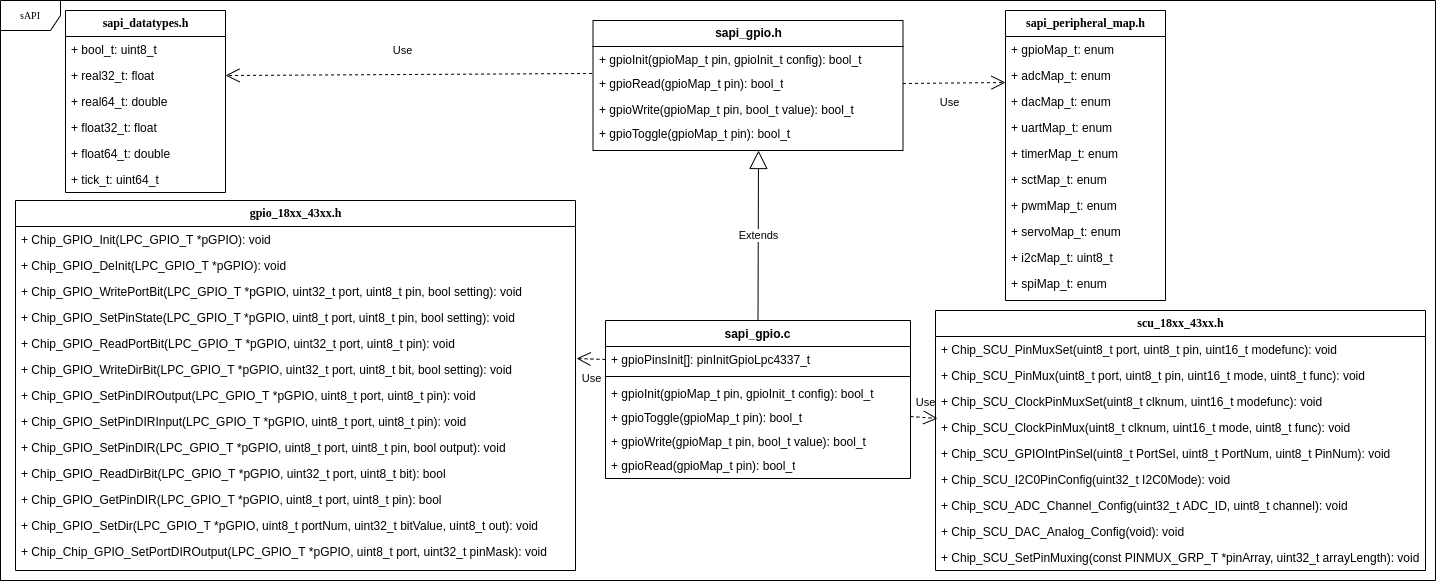 sAPI
sapi_datatypes.h
+ bool_t: uint8_t
+ real32_t: float
+ real64_t: double
+ float32_t: float
+ float64_t: double
+ tick_t: uint64_t
Use
sapi_gpio.h
+ gpioInit(gpioMap_t pin, gpioInit_t config): bool_t
+ gpioRead(gpioMap_t pin): bool_t
+ gpioWrite(gpioMap_t pin, bool_t value): bool_t
+ gpioToggle(gpioMap_t pin): bool_t
Use
sapi_peripheral_map.h
+ gpioMap_t: enum
+ adcMap_t: enum
+ dacMap_t: enum
+ uartMap_t: enum
+ timerMap_t: enum
+ sctMap_t: enum
+ pwmMap_t: enum
+ servoMap_t: enum
+ i2cMap_t: uint8_t
+ spiMap_t: enum
Extends
gpio_18xx_43xx.h
+ Chip_GPIO_Init(LPC_GPIO_T *pGPIO): void
+ Chip_GPIO_DeInit(LPC_GPIO_T *pGPIO): void
+ Chip_GPIO_WritePortBit(LPC_GPIO_T *pGPIO, uint32_t port, uint8_t pin, bool setting): void
+ Chip_GPIO_SetPinState(LPC_GPIO_T *pGPIO, uint8_t port, uint8_t pin, bool setting): void
+ Chip_GPIO_ReadPortBit(LPC_GPIO_T *pGPIO, uint32_t port, uint8_t pin): void
+ Chip_GPIO_WriteDirBit(LPC_GPIO_T *pGPIO, uint32_t port, uint8_t bit, bool setting): void
+ Chip_GPIO_SetPinDIROutput(LPC_GPIO_T *pGPIO, uint8_t port, uint8_t pin): void
+ Chip_GPIO_SetPinDIRInput(LPC_GPIO_T *pGPIO, uint8_t port, uint8_t pin): void
+ Chip_GPIO_SetPinDIR(LPC_GPIO_T *pGPIO, uint8_t port, uint8_t pin, bool output): void
+ Chip_GPIO_ReadDirBit(LPC_GPIO_T *pGPIO, uint32_t port, uint8_t bit): bool
+ Chip_GPIO_GetPinDIR(LPC_GPIO_T *pGPIO, uint8_t port, uint8_t pin): bool
+ Chip_GPIO_SetDir(LPC_GPIO_T *pGPIO, uint8_t portNum, uint32_t bitValue, uint8_t out): void
+ Chip_Chip_GPIO_SetPortDIROutput(LPC_GPIO_T *pGPIO, uint8_t port, uint32_t pinMask): void
Use
sapi_gpio.c
+ gpioPinsInit[]: pinInitGpioLpc4337_t
+ gpioInit(gpioMap_t pin, gpioInit_t config): bool_t
+ gpioToggle(gpioMap_t pin): bool_t
+ gpioWrite(gpioMap_t pin, bool_t value): bool_t
+ gpioRead(gpioMap_t pin): bool_t
Use
scu_18xx_43xx.h
+ Chip_SCU_PinMuxSet(uint8_t port, uint8_t pin, uint16_t modefunc): void
+ Chip_SCU_PinMux(uint8_t port, uint8_t pin, uint16_t mode, uint8_t func): void
+ Chip_SCU_ClockPinMuxSet(uint8_t clknum, uint16_t modefunc): void
+ Chip_SCU_ClockPinMux(uint8_t clknum, uint16_t mode, uint8_t func): void
+ Chip_SCU_GPIOIntPinSel(uint8_t PortSel, uint8_t PortNum, uint8_t PinNum): void
+ Chip_SCU_I2C0PinConfig(uint32_t I2C0Mode): void
+ Chip_SCU_ADC_Channel_Config(uint32_t ADC_ID, uint8_t channel): void
+ Chip_SCU_DAC_Analog_Config(void): void
+ Chip_SCU_SetPinMuxing(const PINMUX_GRP_T *pinArray, uint32_t arrayLength): void